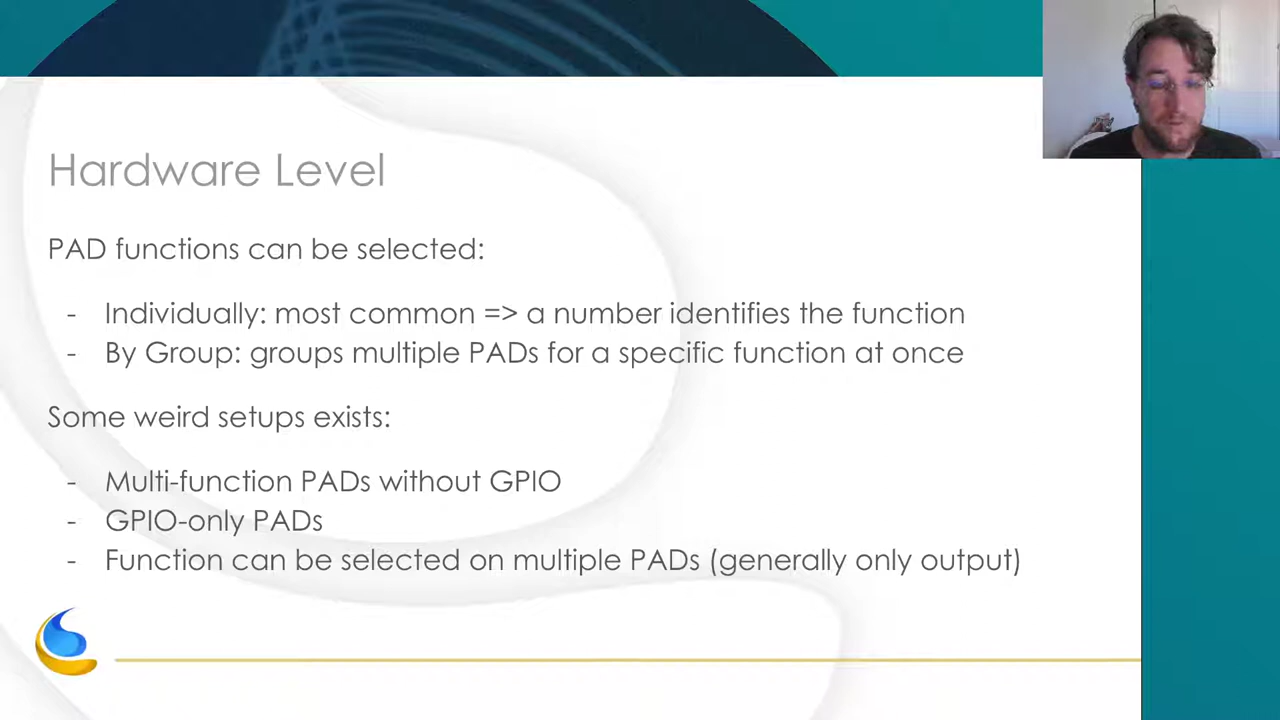 Hardware Level
PAD functions can be selected:
- Individually: most common => a number identifies the function
- By Group: groups multiple PADs for a specific function at once
Some weird setups exists:
- Multi-function PADs without GPIO
- GPIO-only PADs
- Function can be selected on multiple PADs (generally only output)